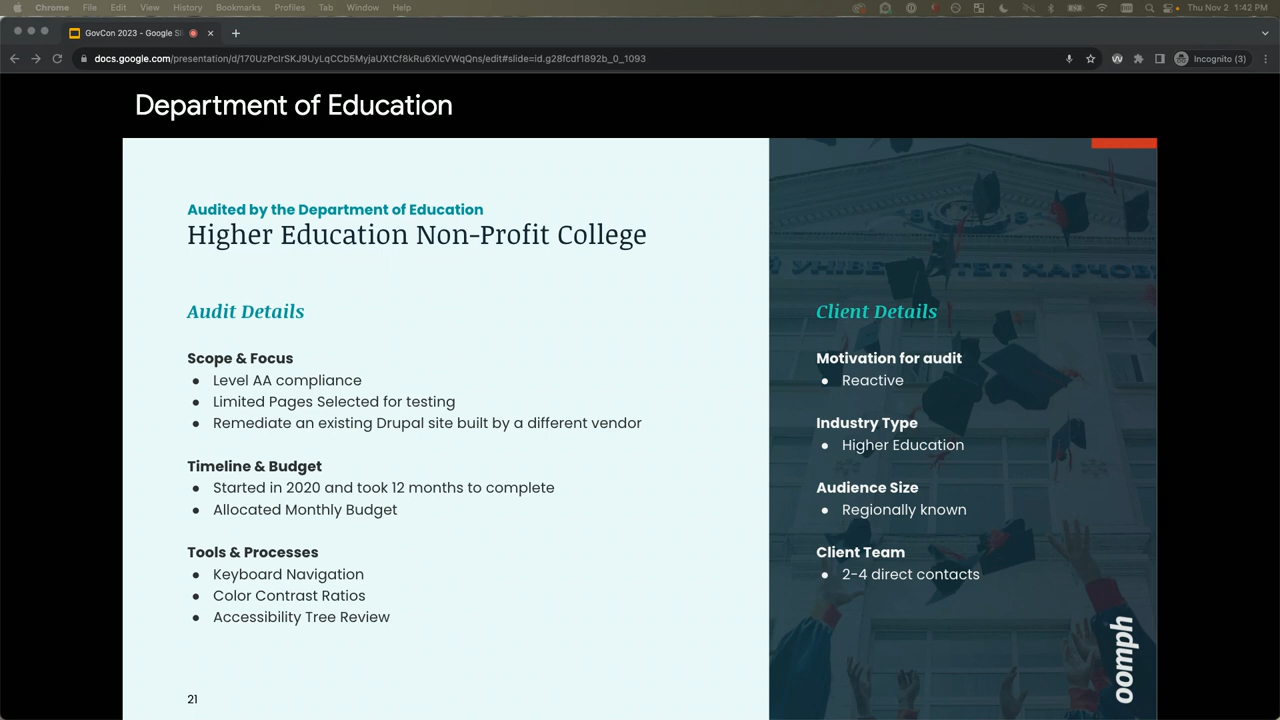 Chrome File Edit View History Bookmarks Profiles Tab Window Help
Thu Nov 2 1:42 PM
GovCon 2023 - Google Sl
docs.google.com/presentation/d/170UzPcIrSKJ9UyLqCCb5MyjaUXtCf8kRu6XlcVWqQns/edit#slide=id.g28fcdf1892b_0_1093
Incognito (3)
Department of Education
Audited by the Department of Education
Higher Education Non-Profit College
Audit Details
Scope & Focus
● Level AA compliance
● Limited Pages Selected for testing
● Remediate an existing Drupal site built by a different vendor
Timeline & Budget
● Started in 2020 and took 12 months to complete
● Allocated Monthly Budget
Tools & Processes
● Keyboard Navigation
● Color Contrast Ratios
● Accessibility Tree Review
21
Client Details
Motivation for audit
● Reactive
Industry Type
● Higher Education
Audience Size
● Regionally known
Client Team
● 2-4 direct contacts
oomph